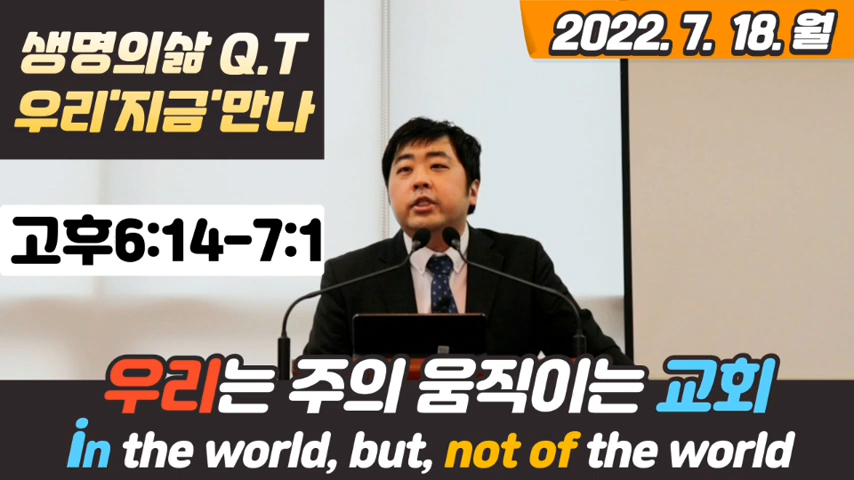 생명의삶 Q.T
우리'지금'만나
2022. 7. 18. 월
고후6:14-7:1
우리는 주의 움직이는 교회
in the world, but, not of the world